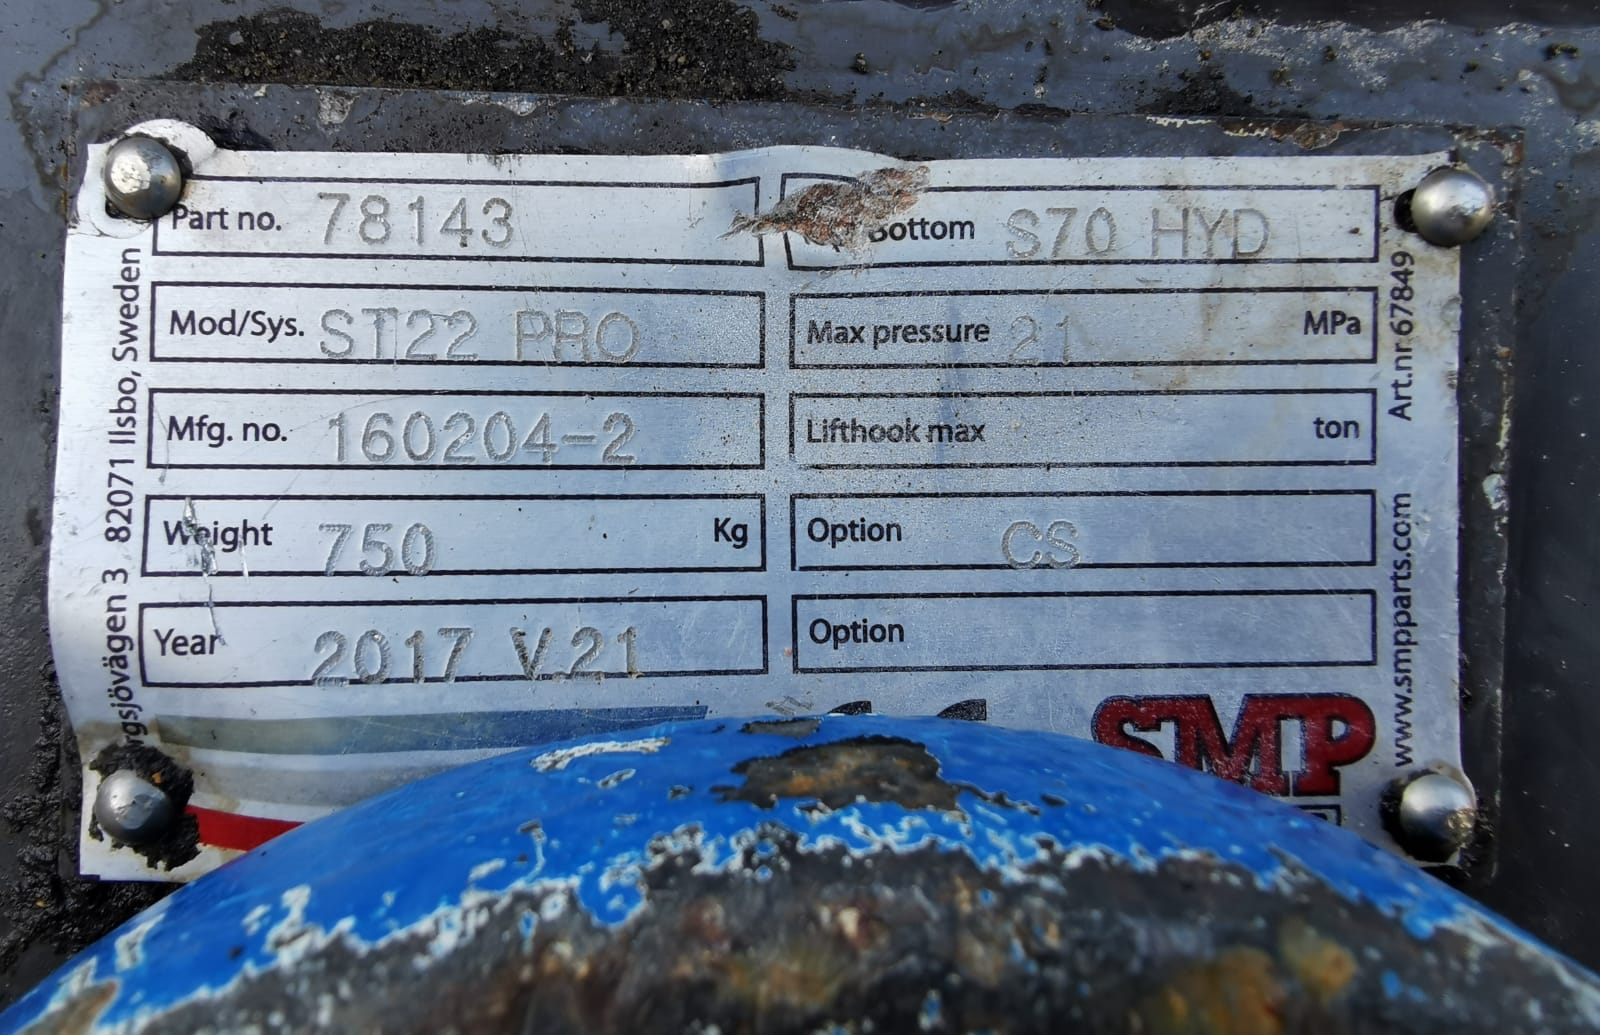 Part no. 78143
Bottom S70 HYD
Mod/Sys. ST22 PRO
Max pressure 21 MPa
Mfg. no. 160204-2
Lifthook max ton
Weight 750 Kg
Option CS
Year 2017 V.21
Option
SMP
3 82071 Ilsbo, Sweden
Art.nr.67849
www.smpparts.com